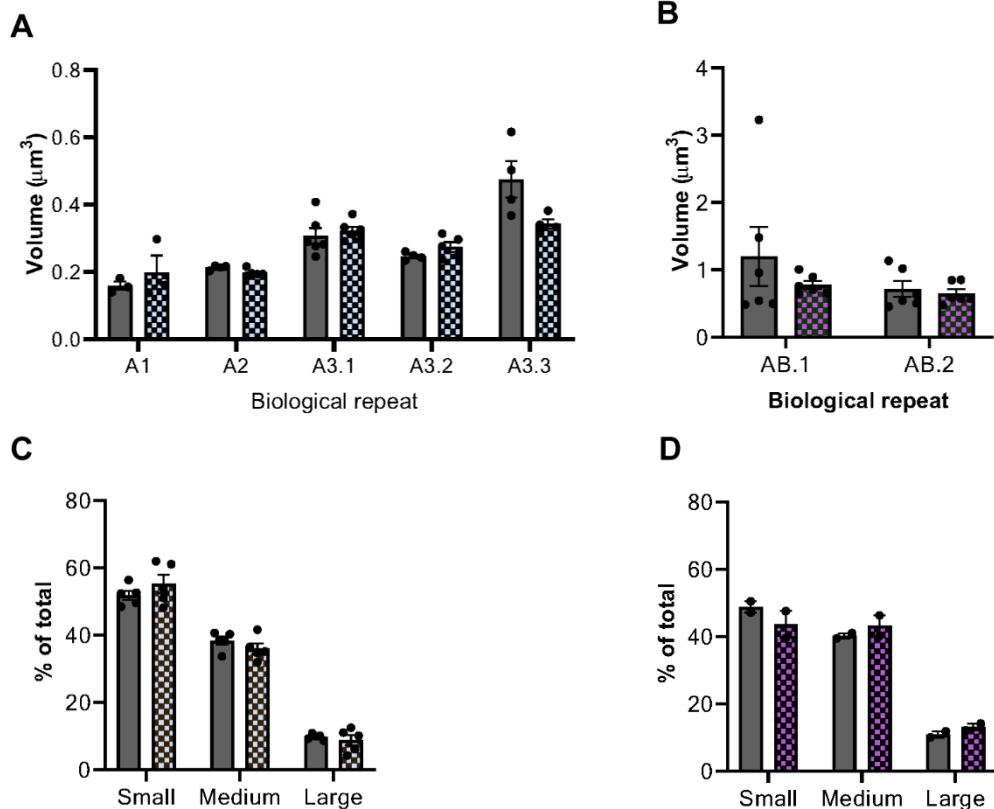 A
Volume (μm³)
0.8
0.6
0.4
0.2
0.0
A1 A2 A3.1 A3.2 A3.3
Biological repeat
B
Volume (μm³)
4
3
2
1
0
AB.1 AB.2
Biological repeat
C
% of total
80
60
40
20
0
Small Medium Large
D
% of total
80
60
40
20
0
Small Medium Large